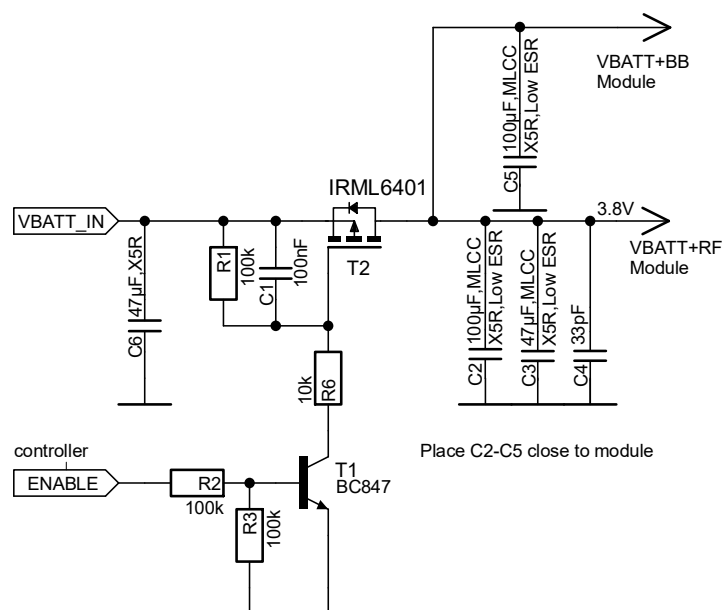 VBATT+BB
Module
100µF,MLCC
X5R,Low ESR
C5
IRML6401
VBATT_IN
3.8V
VBATT+RF
Module
47µF,X5R
C6
R1
100k
C1
100nF
T2
100µF,MLCC
X5R,Low ESR
C2
47µF,MLCC
X5R,Low ESR
C3
33pF
C4
10k
R6
controller
ENABLE
R2
100k
R3
100k
T1
BC847
Place C2-C5 close to module